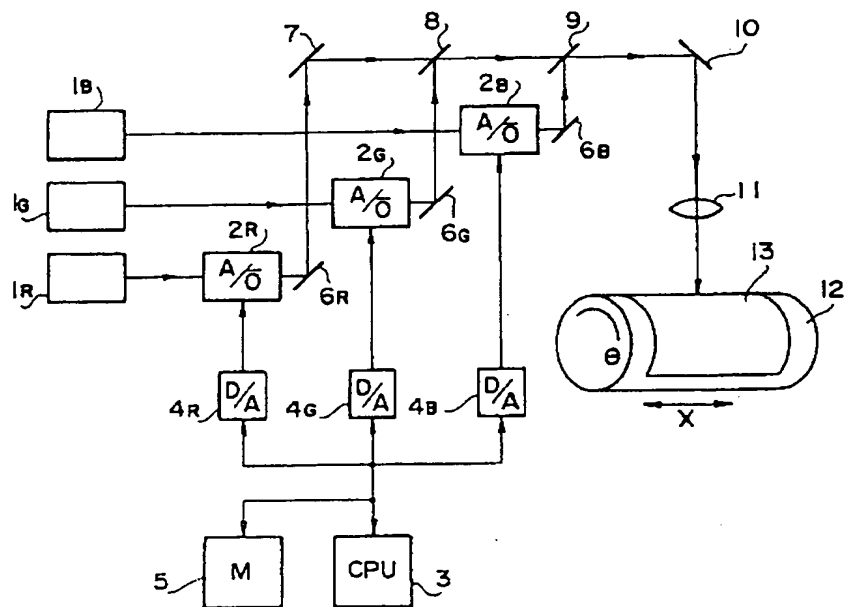 7
8
9
10
1B
2B
A/O
6B
2G
A/O
6G
1G
11
2R
A/O
6R
1R
13
12
θ
X
D/A
4R
D/A
4G
D/A
4B
M
5
CPU
3